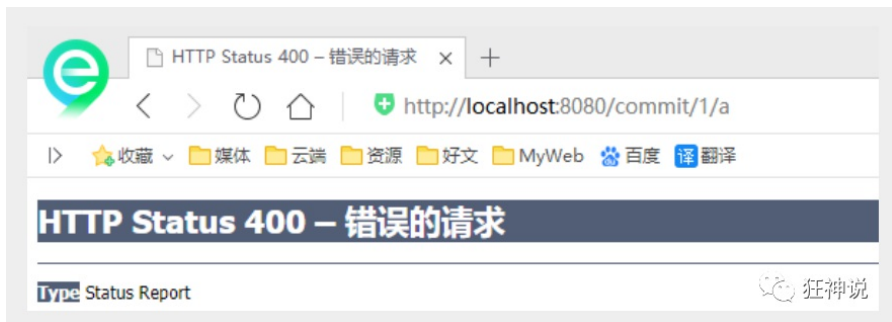 HTTP Status 400 – 错误的请求
http://localhost:8080/commit/1/a
收藏 媒体 云端 资源 好文 MyWeb 百度 译 翻译
HTTP Status 400 – 错误的请求
Type Status Report
狂神说